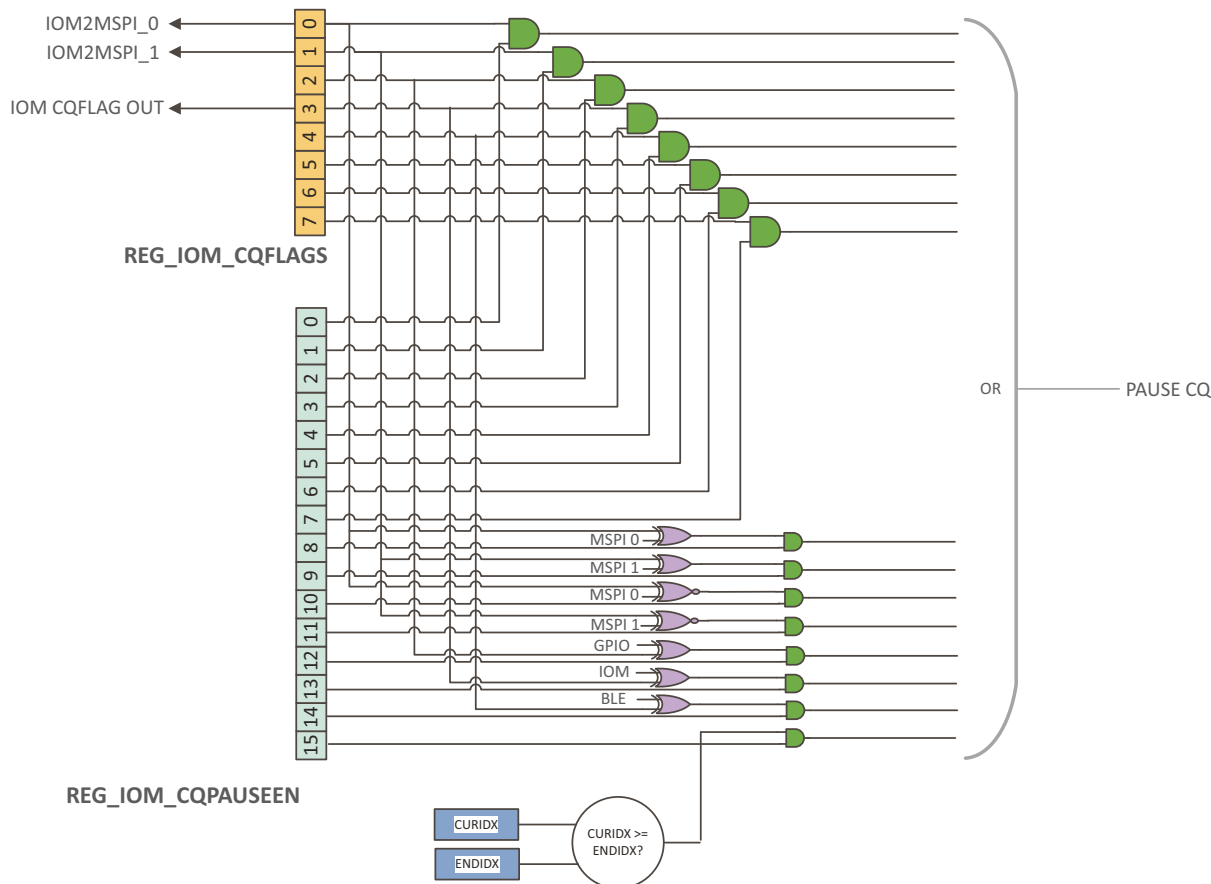 IOM2MSPI_0
IOM2MSPI_1
IOM CQFLAG OUT
0
1
2
3
4
5
6
7
REG_IOM_CQFLAGS
0
1
2
3
4
5
6
7
8
9
10
11
12
13
14
15
MSPI 0
MSPI 1
MSPI 0
MSPI 1
GPIO
IOM
BLE
OR
PAUSE CQ
REG_IOM_CQPAUSEEN
CURIDX
ENDIDX
CURIDX >=
ENDIDX?